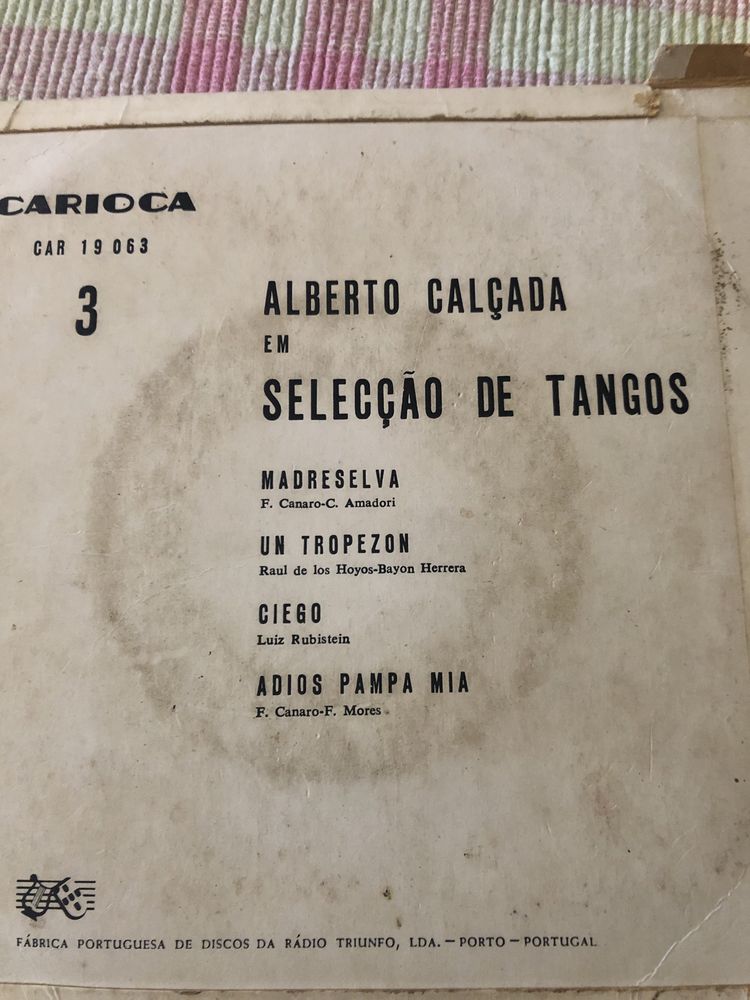 CARIOCA
CAR 19 063
3
ALBERTO CALÇADA
EM
SELECÇÃO DE TANGOS
MADRESELVA
F. Canaro-C. Amadori
UN TROPEZON
Raul de los Hoyos-Bayon Herrera
CIEGO
Luiz Rubistein
ADIOS PAMPA MIA
F. Canaro-F. Mores
FÁBRICA PORTUGUESA DE DISCOS DA RÁDIO TRIUNFO, LDA. — PORTO — PORTUGAL